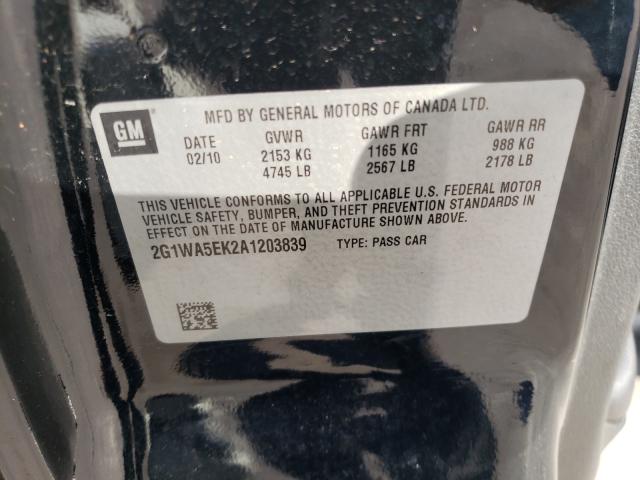 GM
MFD BY GENERAL MOTORS OF CANADA LTD.
DATE GVWR GAWR FRT GAWR RR
02/10 2153 KG 1165 KG 988 KG
4745 LB 2567 LB 2178 LB
THIS VEHICLE CONFORMS TO ALL APPLICABLE U.S. FEDERAL MOTOR
VEHICLE SAFETY, BUMPER, AND THEFT PREVENTION STANDARDS IN
EFFECT ON THE DATE OF MANUFACTURE SHOWN ABOVE.
2G1WA5EK2A1203839 TYPE: PASS CAR